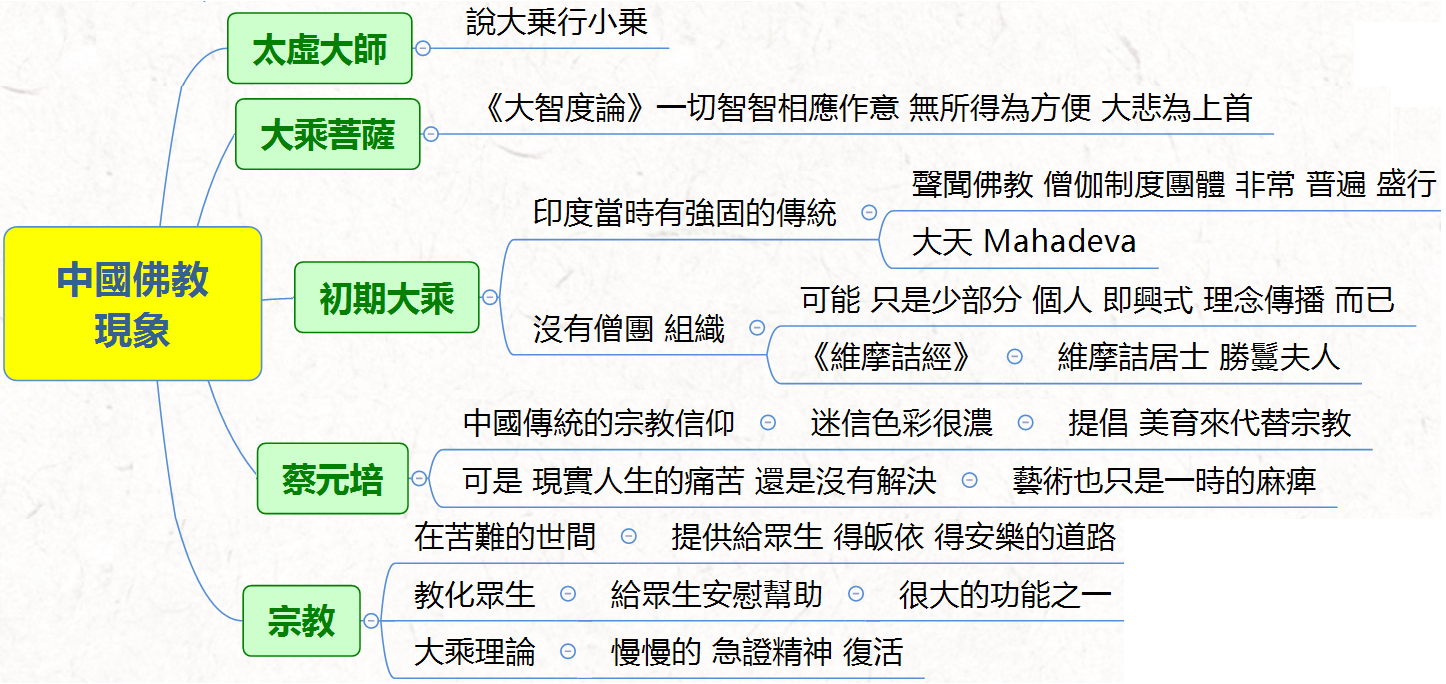 太虛大師
說大乘行小乘
大乘菩薩
《大智度論》一切智智相應作意 無所得為方便 大悲為上首
中國佛教
現象
初期大乘
印度當時有強固的傳統
聲聞佛教 僧伽制度團體 非常 普遍 盛行
大天 Mahadeva
沒有僧團 組織
可能 只是少部分 個人 即興式 理念傳播 而已
《維摩詰經》
維摩詰居士 勝鬘夫人
蔡元培
中國傳統的宗教信仰
迷信色彩很濃
提倡 美育來代替宗教
可是 現實人生的痛苦 還是沒有解決
藝術也只是一時的麻痺
宗教
在苦難的世間
提供給眾生 得皈依 得安樂的道路
教化眾生
給眾生安慰幫助
很大的功能之一
大乘理論
慢慢的 急證精神 復活